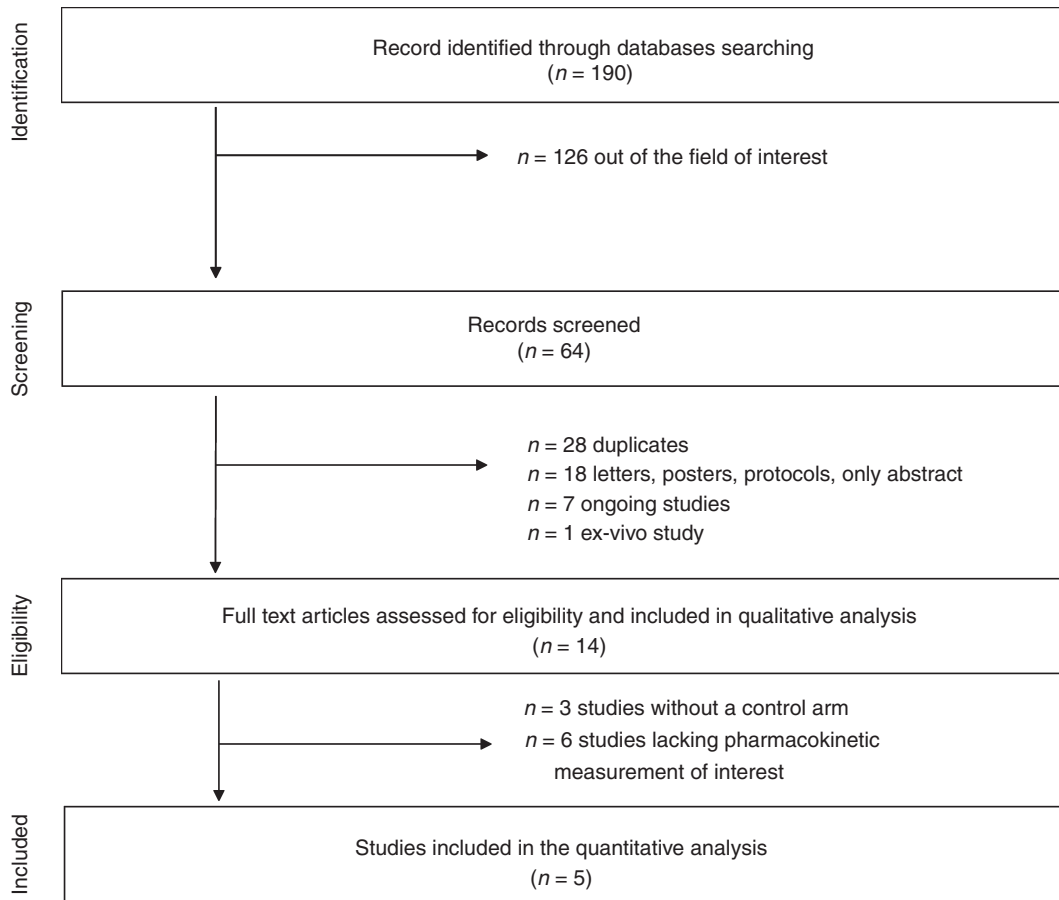 Identification
Record identified through databases searching
(n = 190)
n = 126 out of the field of interest
Screening
Records screened
(n = 64)
n = 28 duplicates
n = 18 letters, posters, protocols, only abstract
n = 7 ongoing studies
n = 1 ex-vivo study
Eligibility
Full text articles assessed for eligibility and included in qualitative analysis
(n = 14)
n = 3 studies without a control arm
n = 6 studies lacking pharmacokinetic
measurement of interest
Included
Studies included in the quantitative analysis
(n = 5)